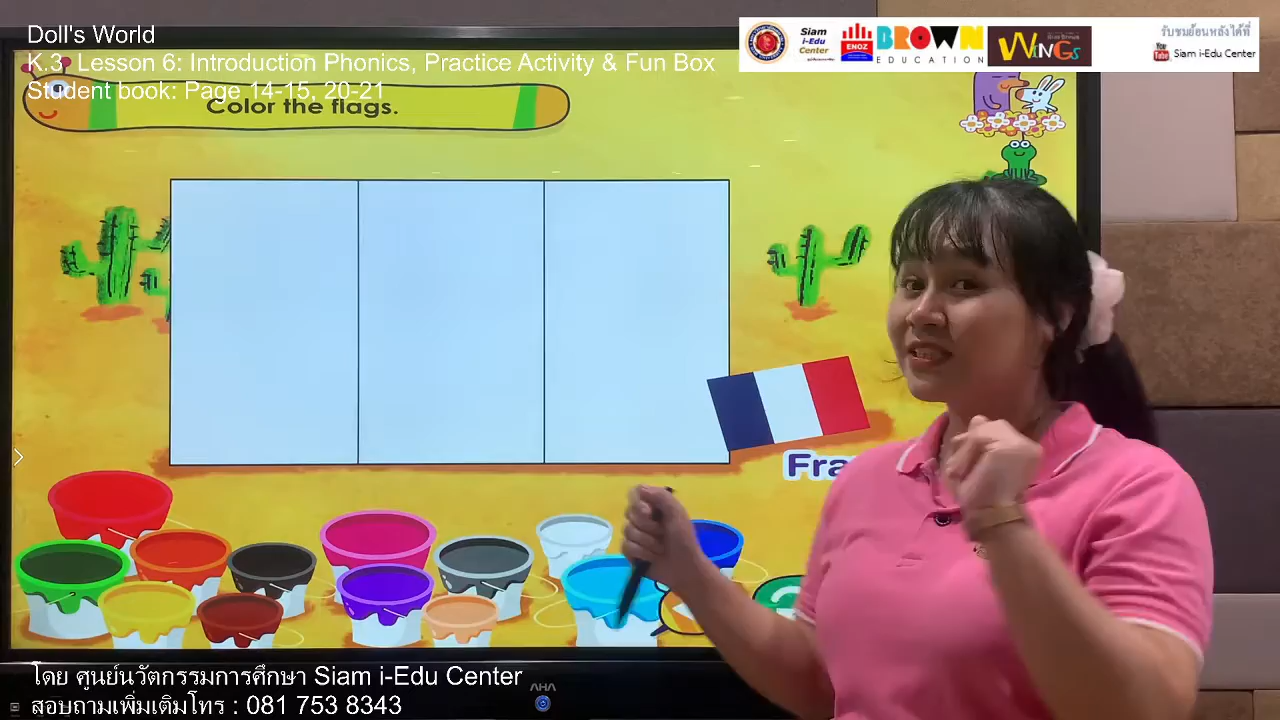 Doll's World
K.3, Lesson 6: Introduction Phonics, Practice Activity & Fun Box
Student book: Page 14-15, 20-21
Color the flags.
Siam
i-Edu
Center
ENOZ
BROWN
EDUCATION
WINGS
รับชมย้อนหลังได้ที่
You
Tube
Siam i-Edu Center
Fra
โดย ศูนย์นวัตกรรมการศึกษา Siam i-Edu Center
สอบถามเพิ่มเติมโทร : 081 753 8343
AHA